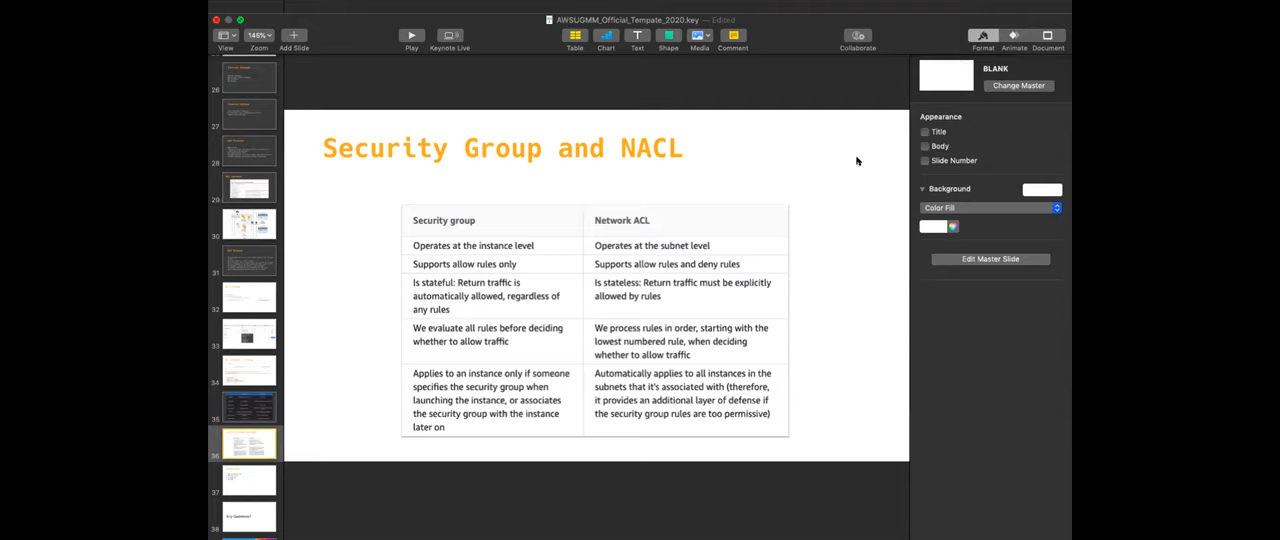 AWSUGMM_Official_Tempate_2020.key — Edited
145%
View
Zoom
Add Slide
Play
Keynote Live
Table
Chart
Text
Shape
Media
Comment
Collaborate
Format
Animate
Document
26
27
28
29
30
31
32
33
34
35
36
37
38
Any Questions?
Security Group and NACL
Security group
Network ACL
Operates at the instance level
Operates at the subnet level
Supports allow rules only
Supports allow rules and deny rules
Is stateful: Return traffic is
automatically allowed, regardless of
any rules
Is stateless: Return traffic must be explicitly
allowed by rules
We evaluate all rules before deciding
whether to allow traffic
We process rules in order, starting with the
lowest numbered rule, when deciding
whether to allow traffic
Applies to an instance only if someone
specifies the security group when
launching the instance, or associates
the security group with the instance
later on
Automatically applies to all instances in the
subnets that it's associated with (therefore,
it provides an additional layer of defense if
the security group rules are too permissive)
BLANK
Change Master
Appearance
Title
Body
Slide Number
Background
Color Fill
Edit Master Slide